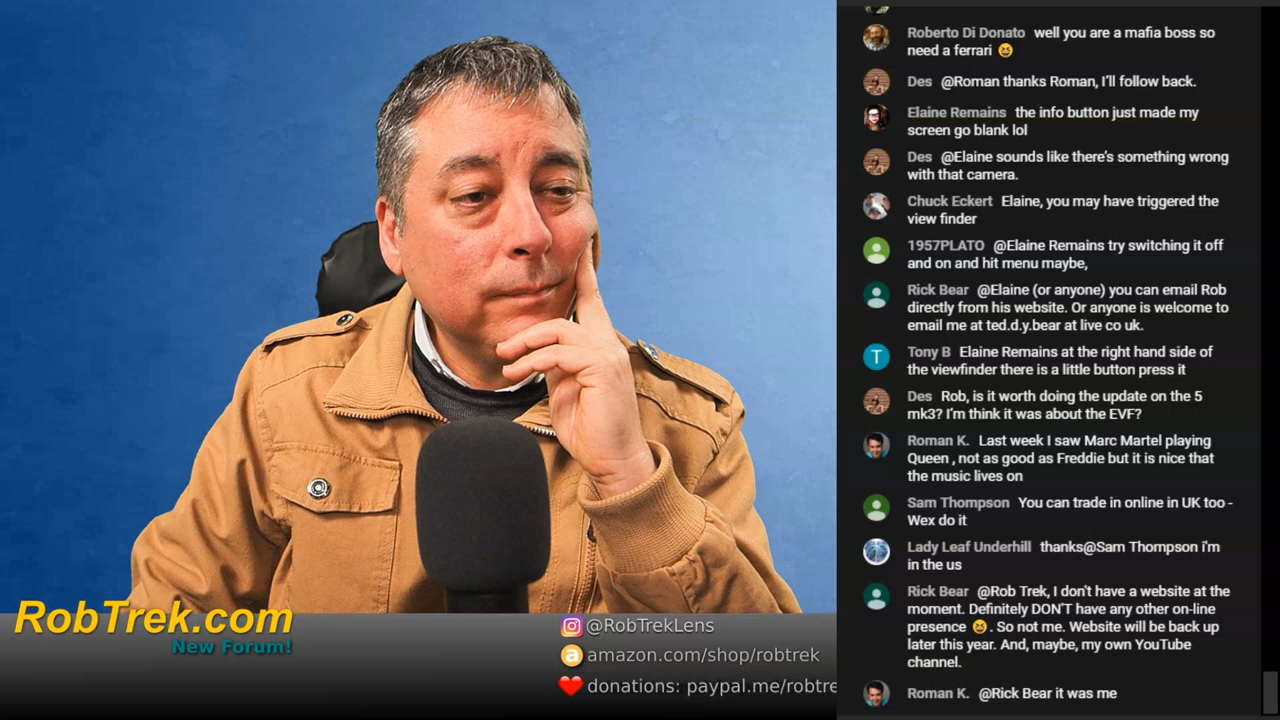 Roberto Di Donato well you are a mafia boss so
need a ferrari 😆
Des @Roman thanks Roman, I'll follow back.
Elaine Remains the info button just made my
screen go blank lol
Des @Elaine sounds like there's something wrong
with that camera.
Chuck Eckert Elaine, you may have triggered the
view finder
1957PLATO @Elaine Remains try switching it off
and on and hit menu maybe,
Rick Bear @Elaine (or anyone) you can email Rob
directly from his website. Or anyone is welcome to
email me at ted.d.y.bear at live co uk.
T
Tony B Elaine Remains at the right hand side of
the viewfinder there is a little button press it
Des Rob, is it worth doing the update on the 5
mk3? I'm think it was about the EVF?
Roman K. Last week I saw Marc Martel playing
Queen , not as good as Freddie but it is nice that
the music lives on
Sam Thompson You can trade in online in UK too -
Wex do it
Lady Leaf Underhill thanks@Sam Thompson i'm
in the us
Rick Bear @Rob Trek, I don't have a website at the
moment. Definitely DON'T have any other on-line
presence 😆. So not me. Website will be back up
later this year. And, maybe, my own YouTube
channel.
Roman K. @Rick Bear it was me
RobTrek.com
New Forum!
@RobTrekLens
a amazon.com/shop/robtrek
donations: paypal.me/robtre